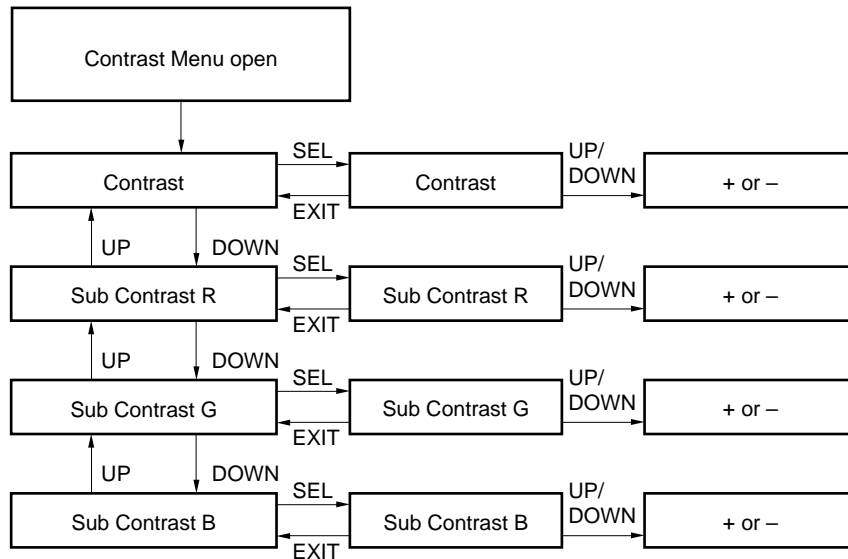 Contrast Menu open
SEL
UP/
DOWN
Contrast
Contrast
+ or –
EXIT
UP
DOWN
SEL
UP/
DOWN
Sub Contrast R
Sub Contrast R
+ or –
EXIT
UP
DOWN
SEL
UP/
DOWN
Sub Contrast G
Sub Contrast G
+ or –
EXIT
UP
DOWN
SEL
UP/
DOWN
Sub Contrast B
Sub Contrast B
+ or –
EXIT